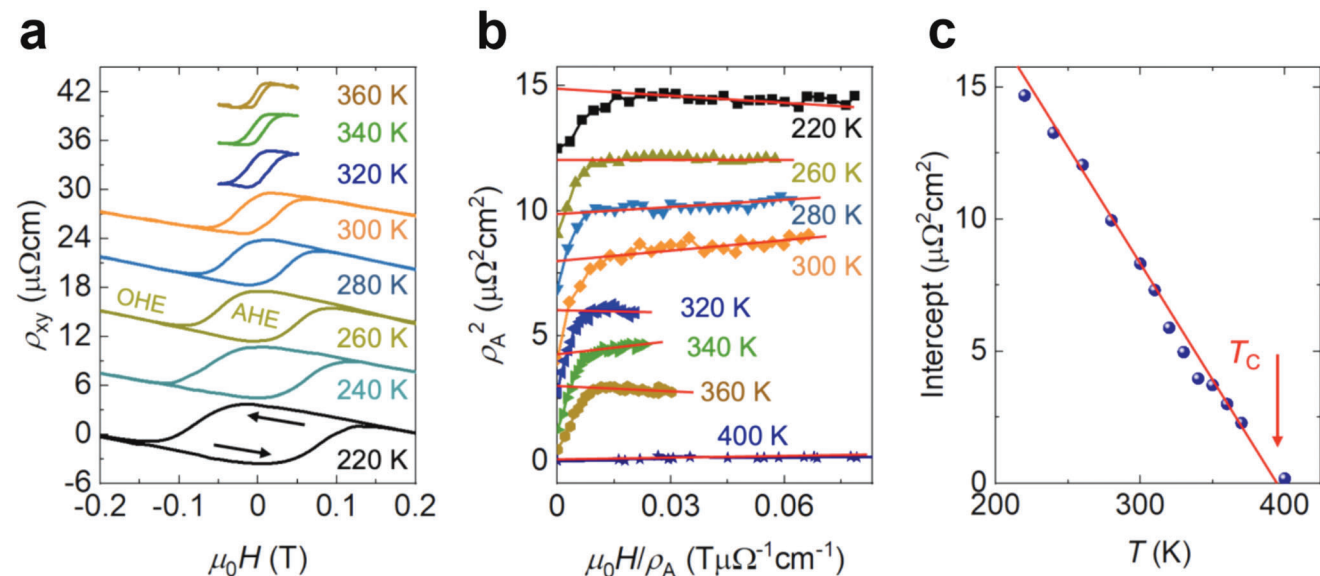 a
42
36
30
24
18
12
6
0
-6
ρxy (μΩcm)
360 K
340 K
320 K
300 K
280 K
OHE
AHE
260 K
240 K
220 K
-0.2 -0.1 0 0.1 0.2
μ0H (T)
b
15
10
5
0
ρA² (μΩ²cm²)
220 K
260 K
280 K
300 K
320 K
340 K
360 K
400 K
0 0.03 0.06
μ0H/ρA (TμΩ⁻¹cm⁻¹)
c
15
10
5
0
Intercept (μΩ²cm²)
TC
200 300 400
T (K)